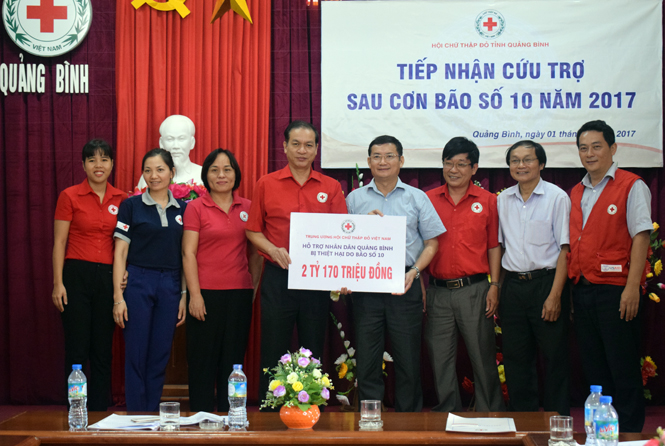 VIỆT NAM
QUẢNG BÌNH
HỘI CHỮ THẬP ĐỎ TỈNH QUẢNG BÌNH
TIẾP NHẬN CỨU TRỢ
SAU CƠN BÃO SỐ 10 NĂM 2017
Quảng Bình, ngày 01 thá 2017
TRUNG ƯƠNG HỘI CHỮ THẬP ĐỎ VIỆT NAM
HỖ TRỢ NHÂN DÂN QUẢNG BÌNH
BỊ THIỆT HẠI DO BÃO SỐ 10
2 TỶ 170 TRIỆU ĐỒNG